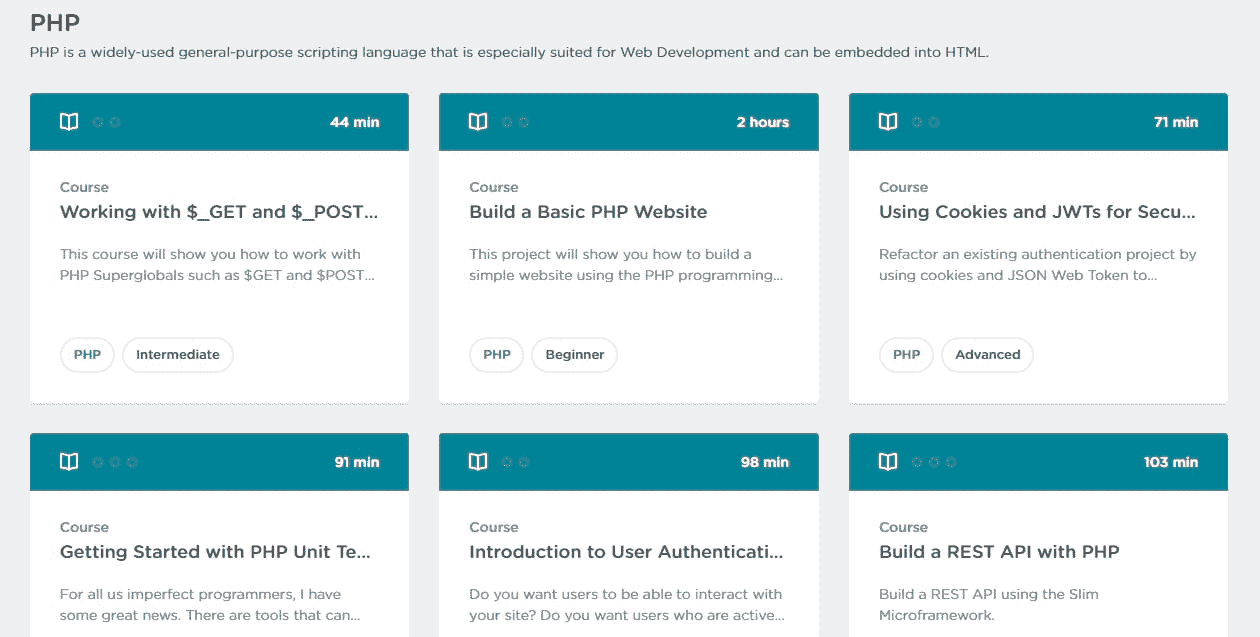 PHP
PHP is a widely-used general-purpose scripting language that is especially suited for Web Development and can be embedded into HTML.
44 min
Course
Working with $_GET and $_POST...
This course will show you how to work with
PHP Superglobals such as $GET and $POST...
PHP
Intermediate
2 hours
Course
Build a Basic PHP Website
This project will show you how to build a
simple website using the PHP programming...
PHP
Beginner
71 min
Course
Using Cookies and JWTs for Secu...
Refactor an existing authentication project by
using cookies and JSON Web Token to...
PHP
Advanced
91 min
Course
Getting Started with PHP Unit Te...
For all us imperfect programmers, I have
some great news. There are tools that can...
98 min
Course
Introduction to User Authenticati...
Do you want users to be able to interact with
your site? Do you want users who are active...
103 min
Course
Build a REST API with PHP
Build a REST API using the Slim
Microframework.